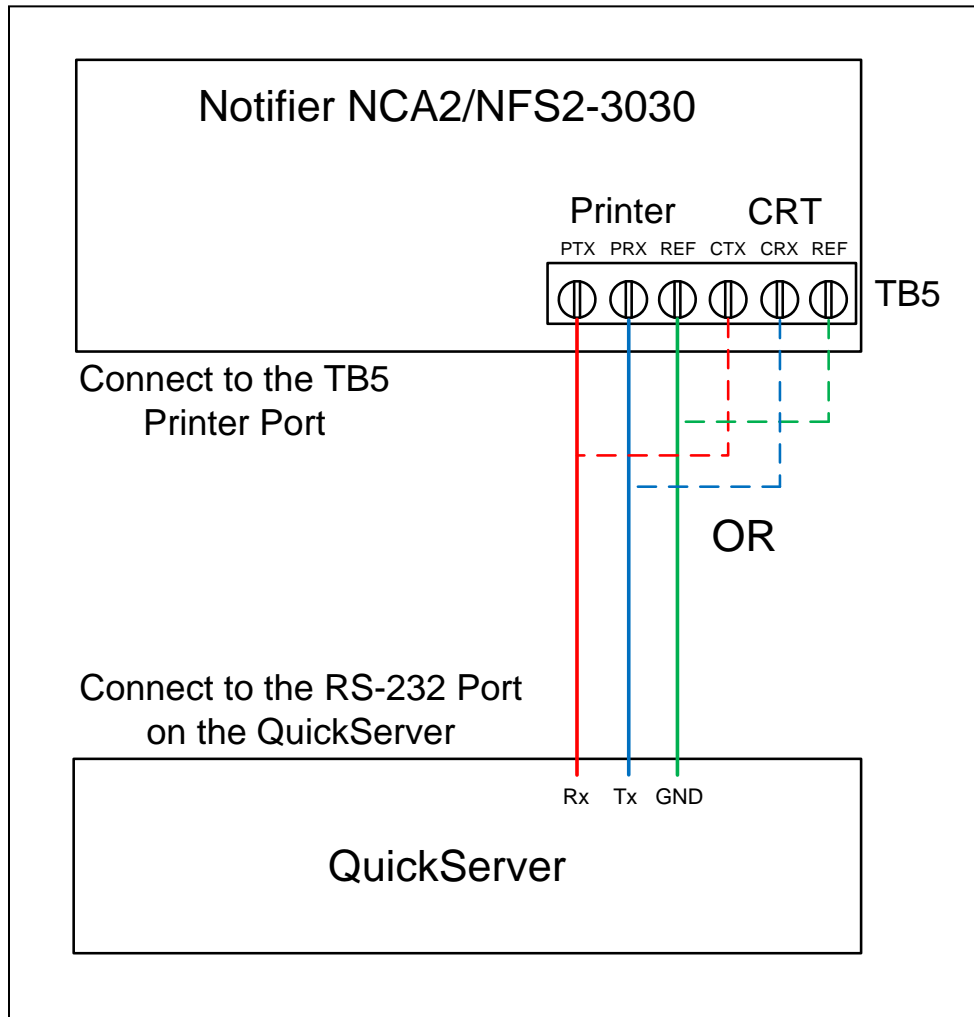 Notifier NCA2/NFS2-3030
Printer CRT
PTX PRX REF CTX CRX REF
TB5
Connect to the TB5
Printer Port
OR
Connect to the RS-232 Port
on the QuickServer
Rx Tx GND
QuickServer